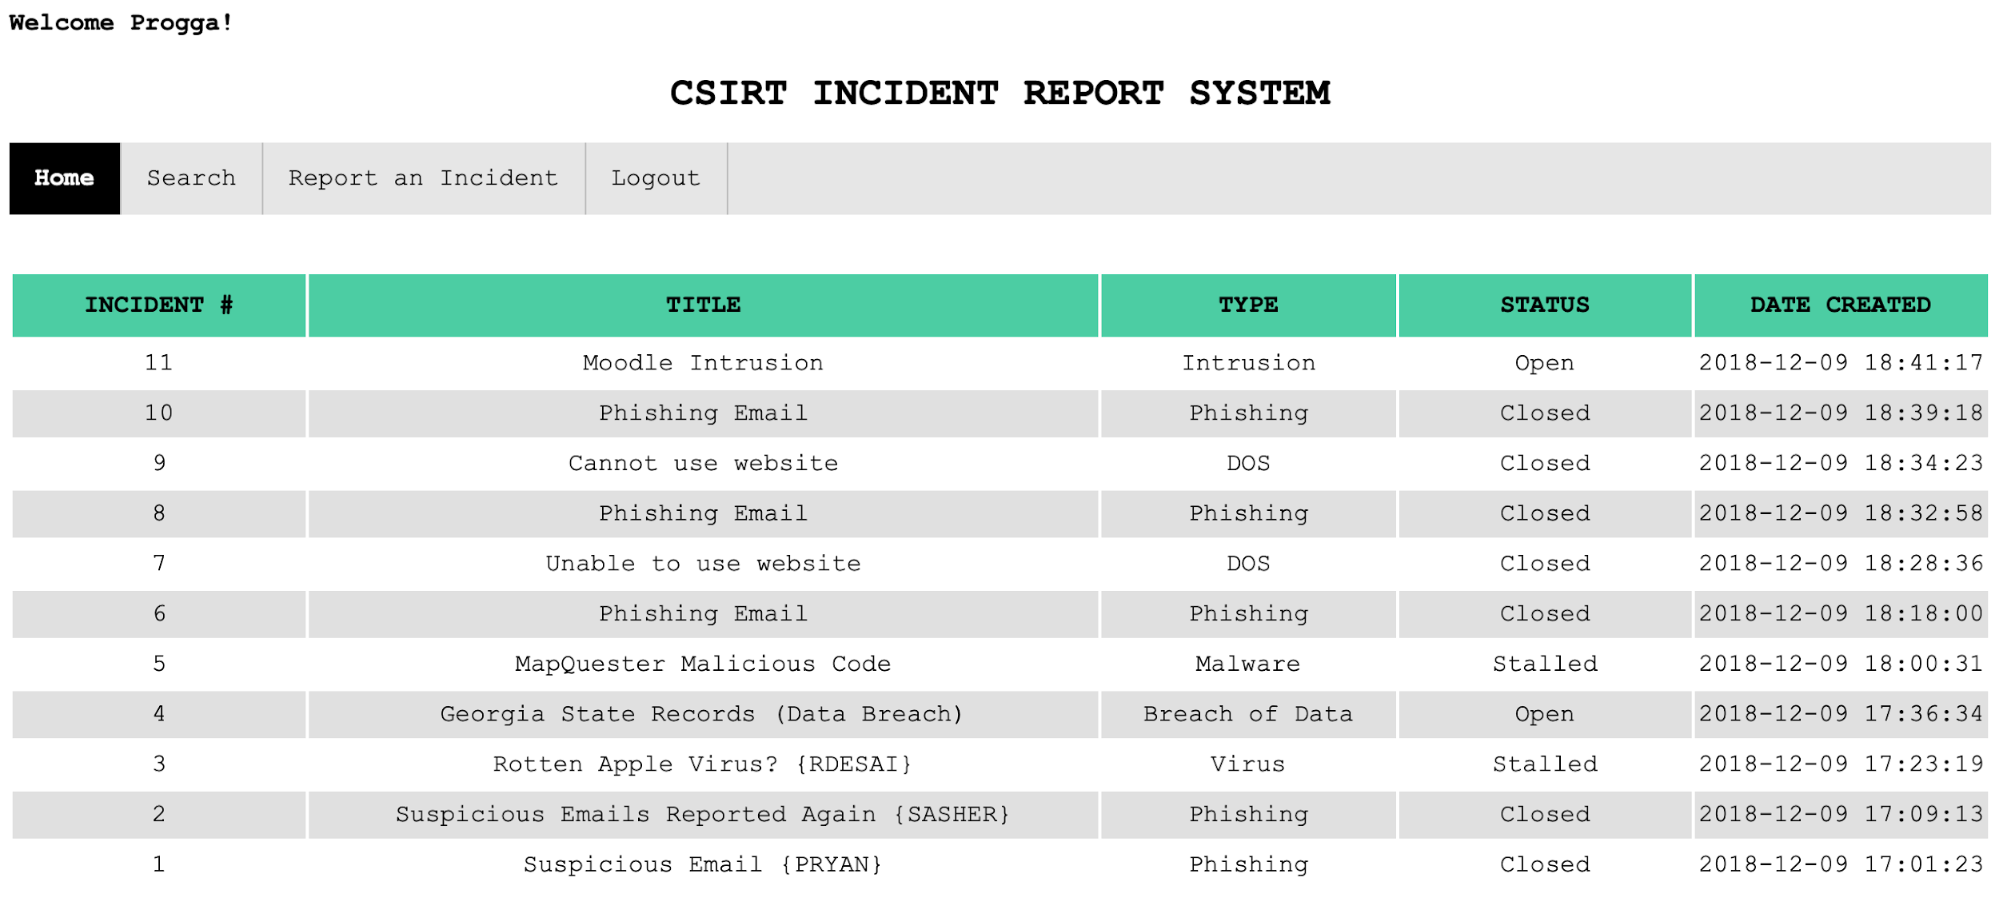 Welcome Progga!
CSIRT INCIDENT REPORT SYSTEM
Home Search Report an Incident Logout
INCIDENT # TITLE TYPE STATUS DATE CREATED
11 Moodle Intrusion Intrusion Open 2018-12-09 18:41:17
10 Phishing Email Phishing Closed 2018-12-09 18:39:18
9 Cannot use website DOS Closed 2018-12-09 18:34:23
8 Phishing Email Phishing Closed 2018-12-09 18:32:58
7 Unable to use website DOS Closed 2018-12-09 18:28:36
6 Phishing Email Phishing Closed 2018-12-09 18:18:00
5 MapQuester Malicious Code Malware Stalled 2018-12-09 18:00:31
4 Georgia State Records (Data Breach) Breach of Data Open 2018-12-09 17:36:34
3 Rotten Apple Virus? {RDESAI} Virus Stalled 2018-12-09 17:23:19
2 Suspicious Emails Reported Again {SASHER} Phishing Closed 2018-12-09 17:09:13
1 Suspicious Email {PRYAN} Phishing Closed 2018-12-09 17:01:23